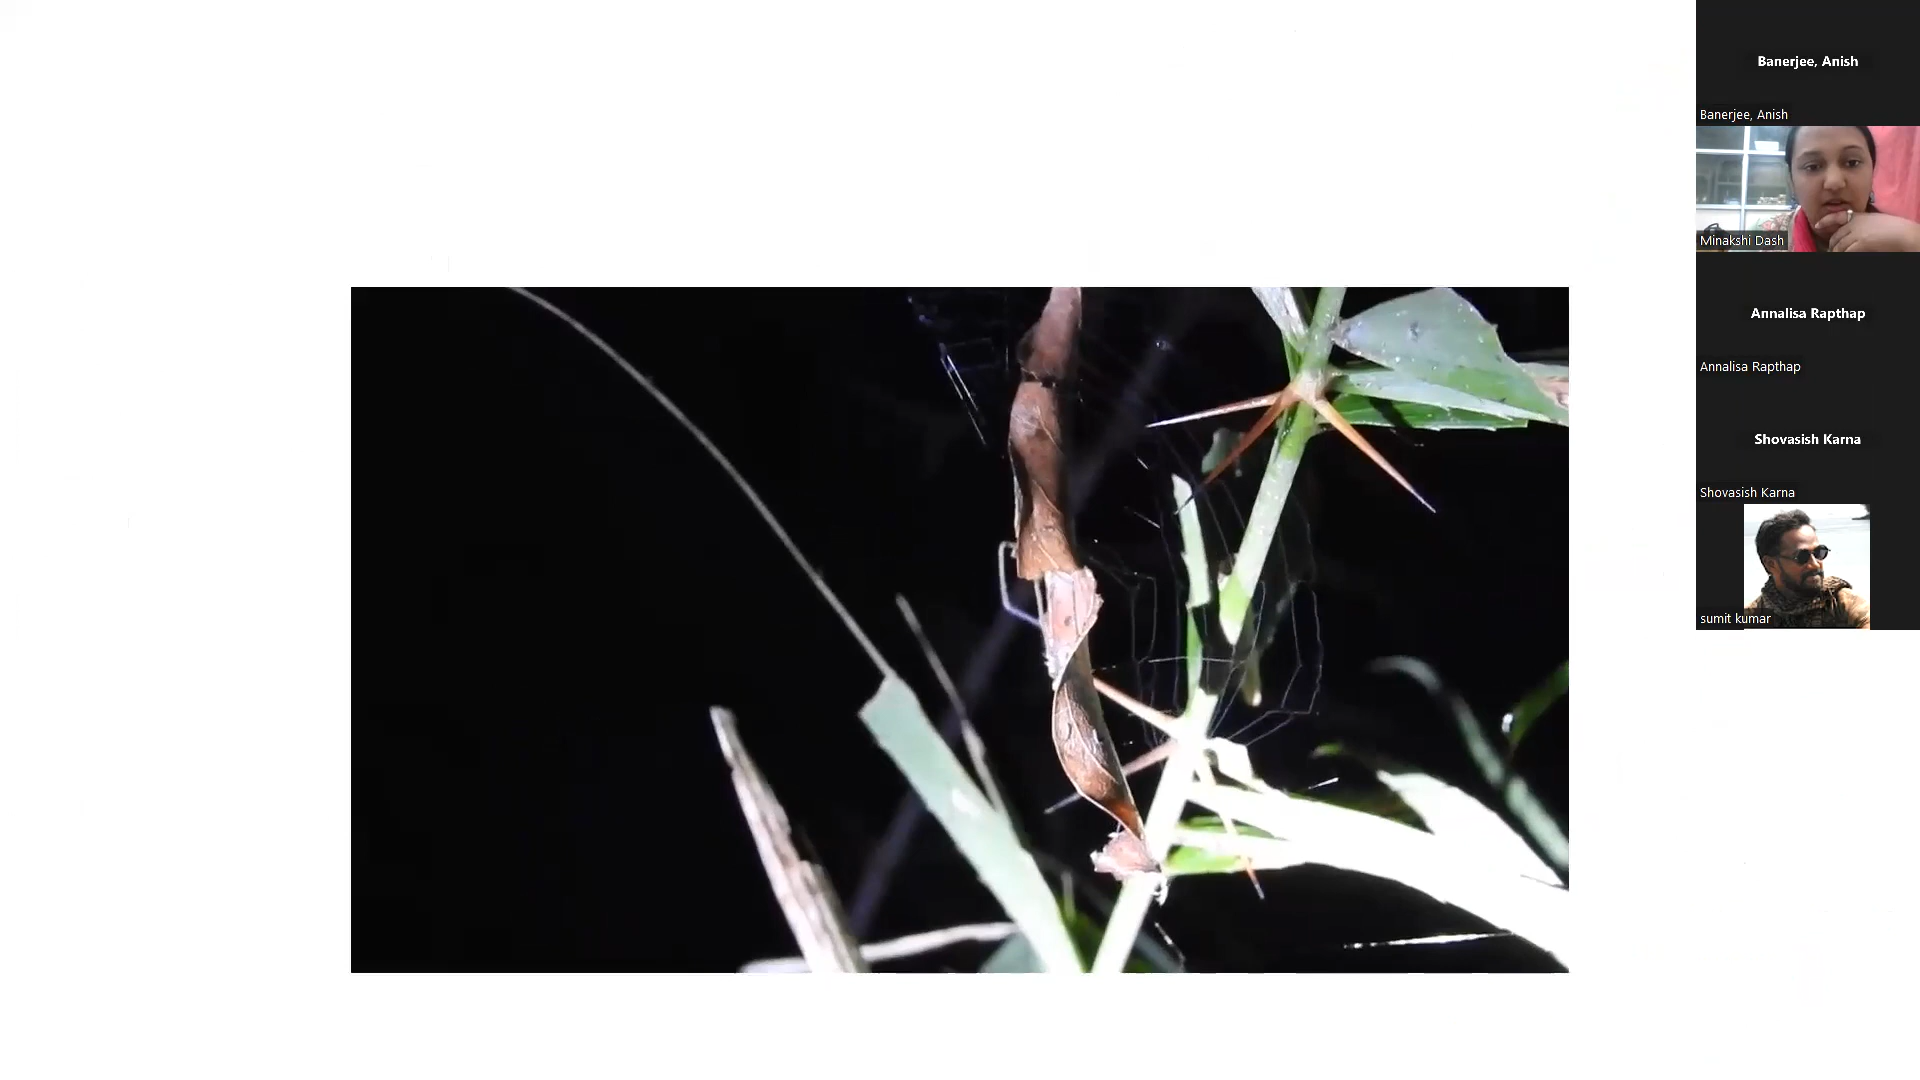 Banerjee, Anish
Banerjee, Anish
Minakshi Dash
Annalisa Rapthap
Annalisa Rapthap
Shovasish Karna
Shovasish Karna
sumit kumar